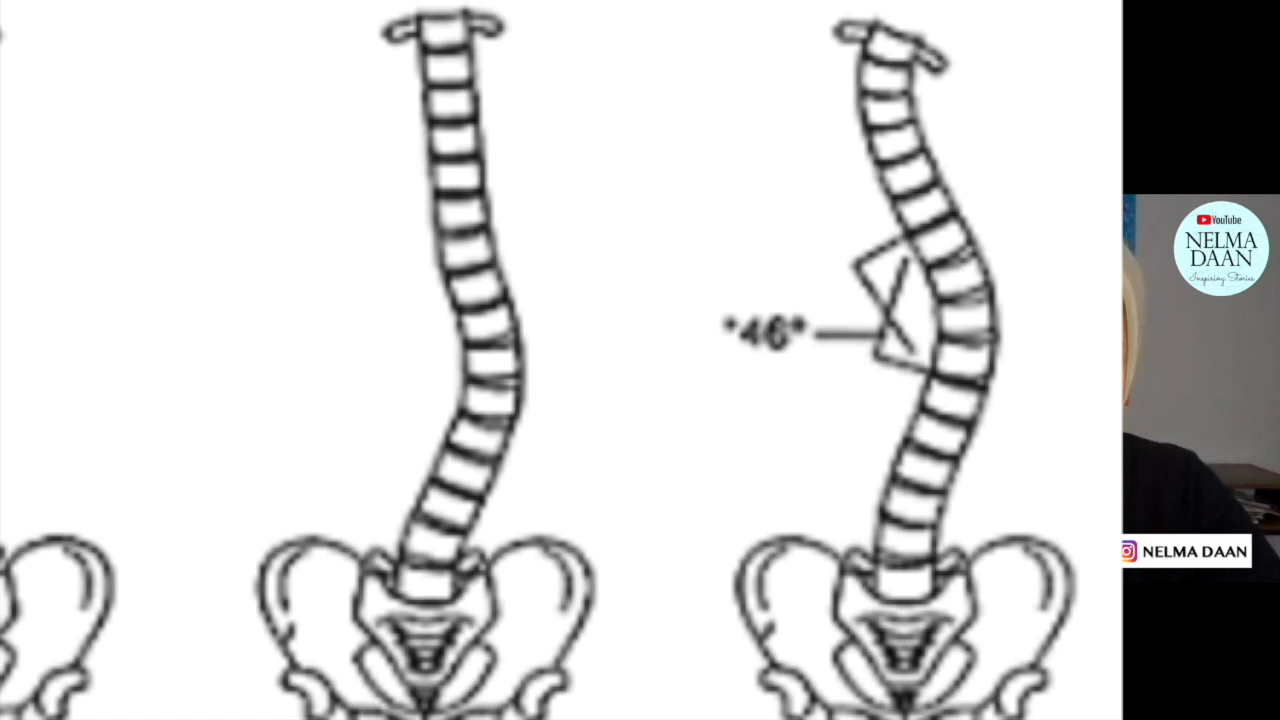 °46°
YouTube
NELMA
DAAN
Inspiring Stories
NELMA DAAN